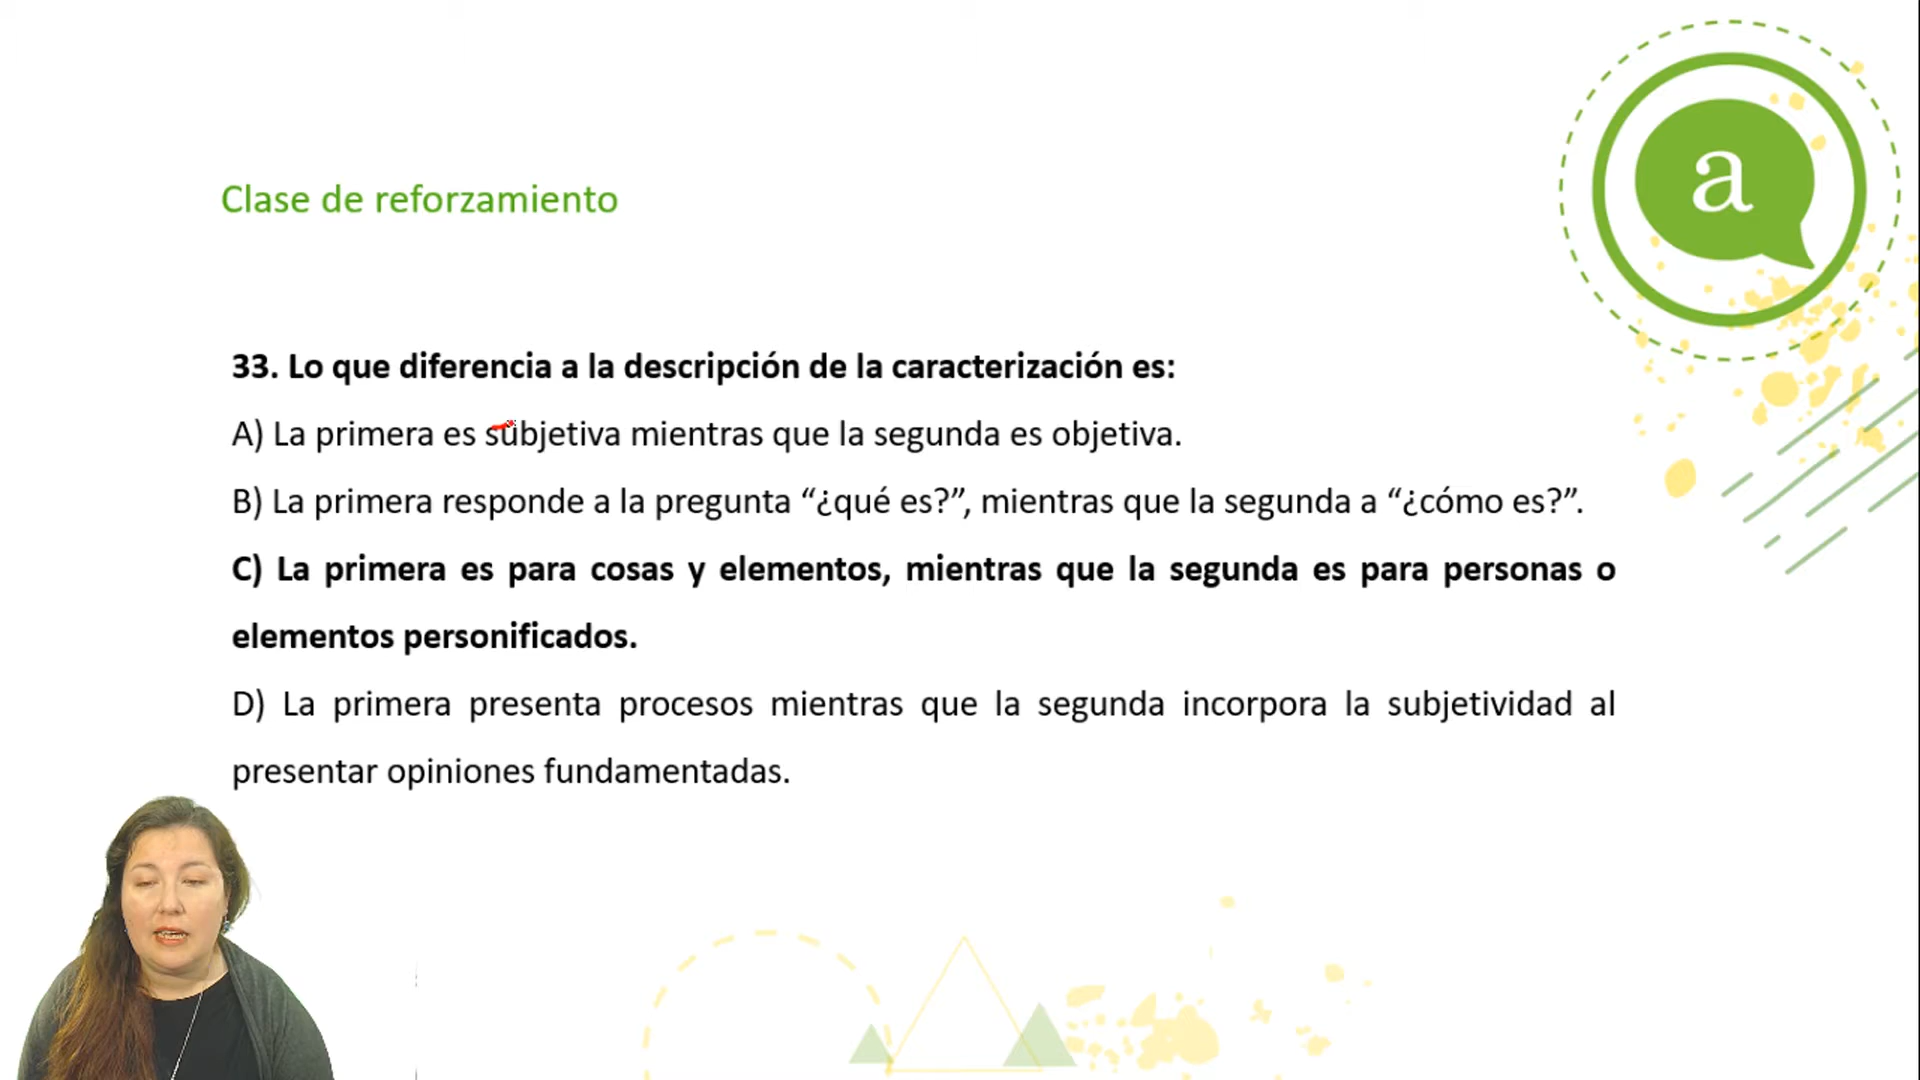 a
Clase de reforzamiento
33. Lo que diferencia a la descripción de la caracterización es:
A) La primera es subjetiva mientras que la segunda es objetiva.
B) La primera responde a la pregunta “¿qué es?”, mientras que la segunda a “¿cómo es?”.
C) La primera es para cosas y elementos, mientras que la segunda es para personas o
elementos personificados.
D) La primera presenta procesos mientras que la segunda incorpora la subjetividad al
presentar opiniones fundamentadas.